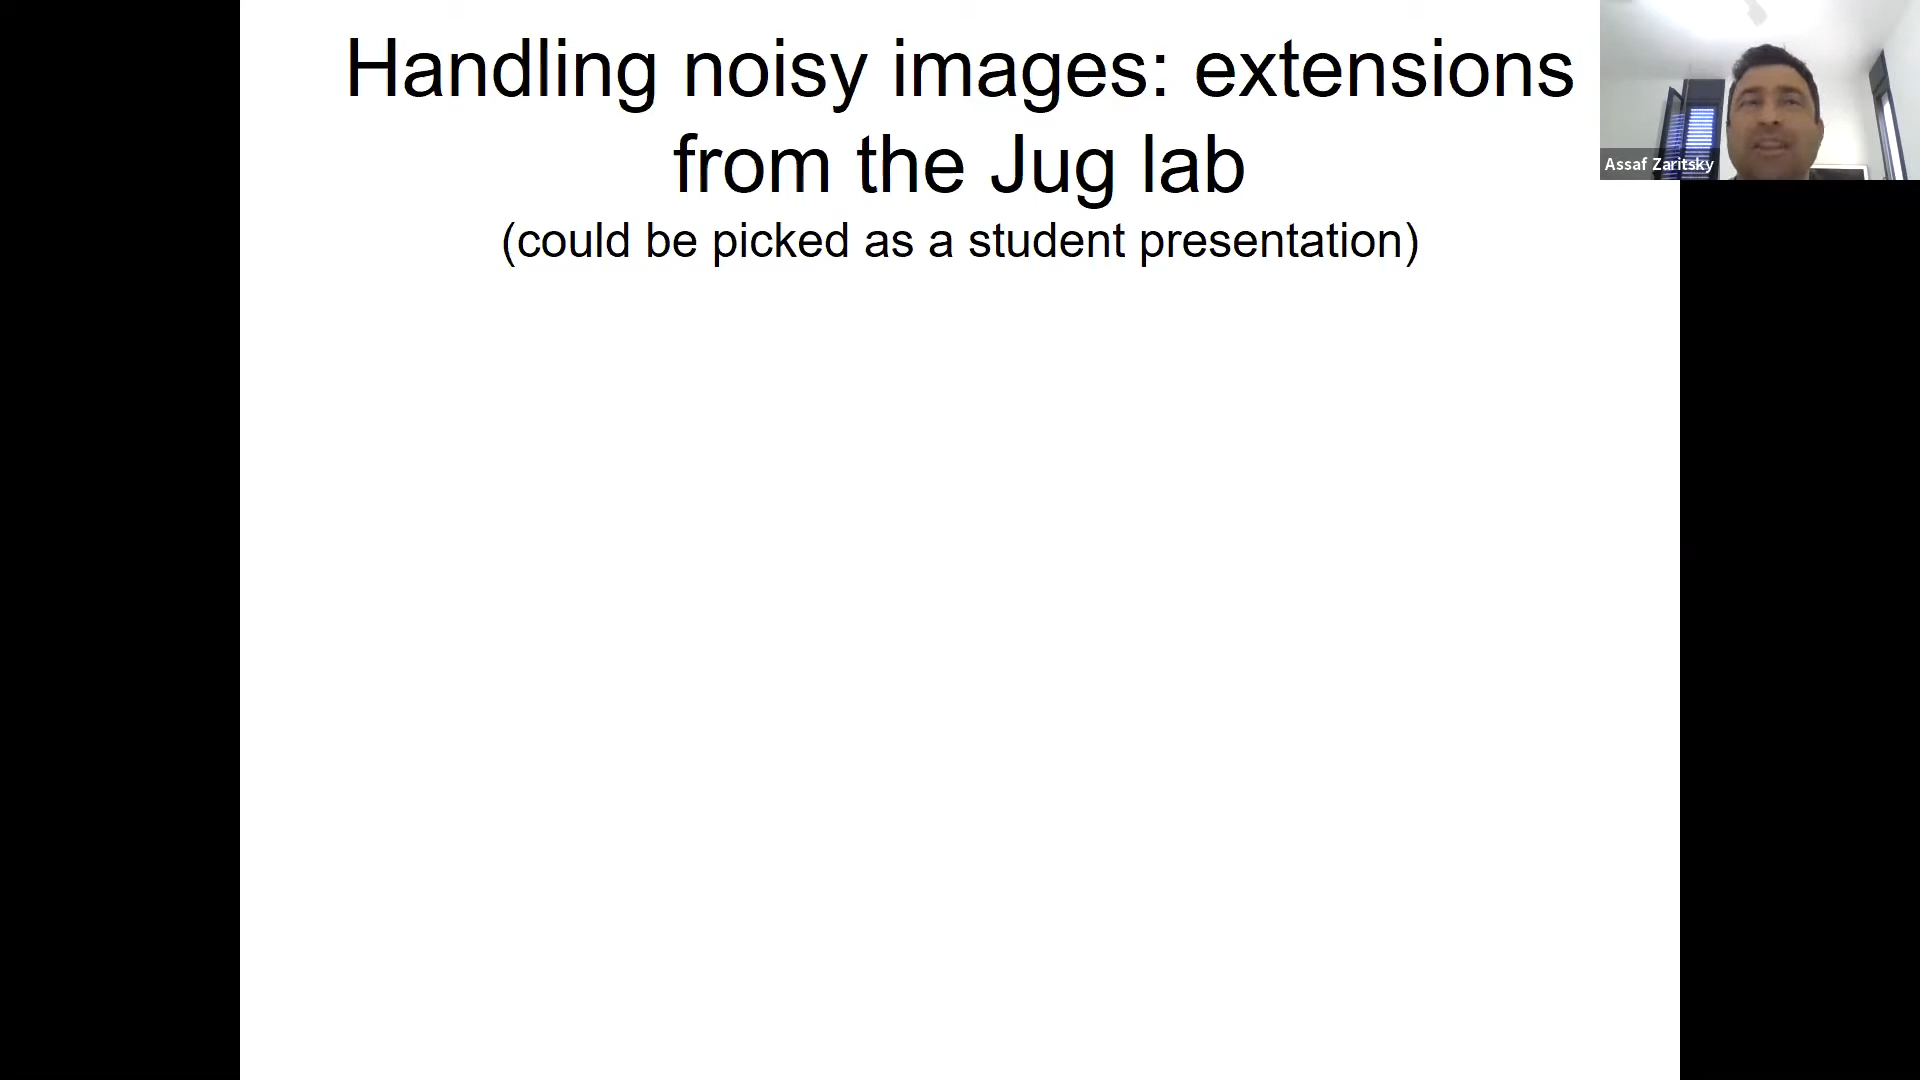 Handling noisy images: extensions
from the Jug lab
(could be picked as a student presentation)
Assaf Zaritsky